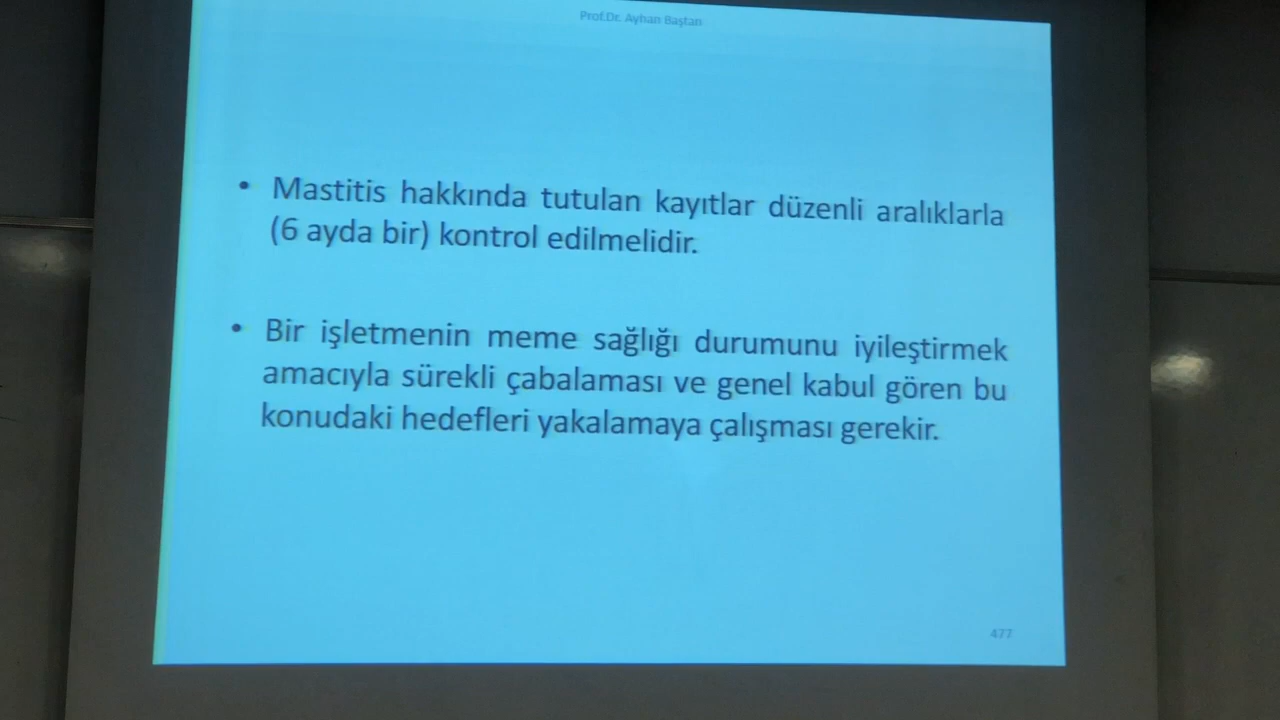 Prof.Dr. Ayhan Baştan
• Mastitis hakkında tutulan kayıtlar düzenli aralıklarla
(6 ayda bir) kontrol edilmelidir.
• Bir işletmenin meme sağlığı durumunu iyileştirmek
amacıyla sürekli çabalaması ve genel kabul gören bu
konudaki hedefleri yakalamaya çalışması gerekir.
477